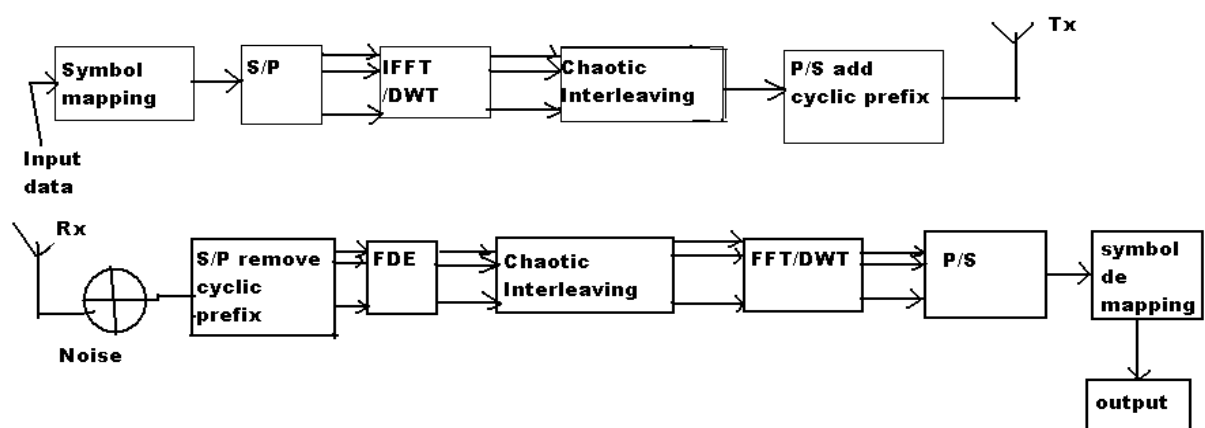 Tx
Symbol
mapping
S/P
IFFT
/DWT
Chaotic
Interleaving
P/S add
cyclic prefix
Input
data
Rx
Noise
S/P remove
cyclic
prefix
FDE
Chaotic
Interleaving
FFT/DWT
P/S
symbol
de
mapping
output